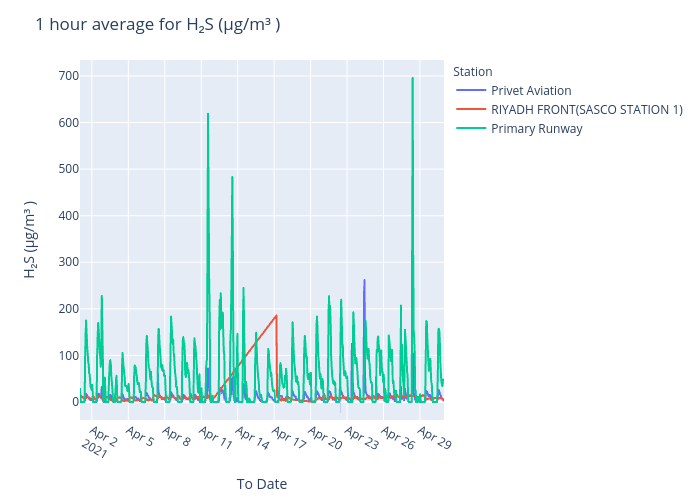 1 hour average for H₂S (µg/m³ )
Station
Privet Aviation
RIYADH FRONT(SASCO STATION 1)
Primary Runway
H₂S (µg/m³ )
700
600
500
400
300
200
100
0
Apr 2
2021
Apr 5
Apr 8
Apr 11
Apr 14
Apr 17
Apr 20
Apr 23
Apr 26
Apr 29
To Date